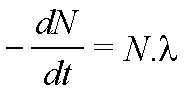 - dN/dt = N.λ